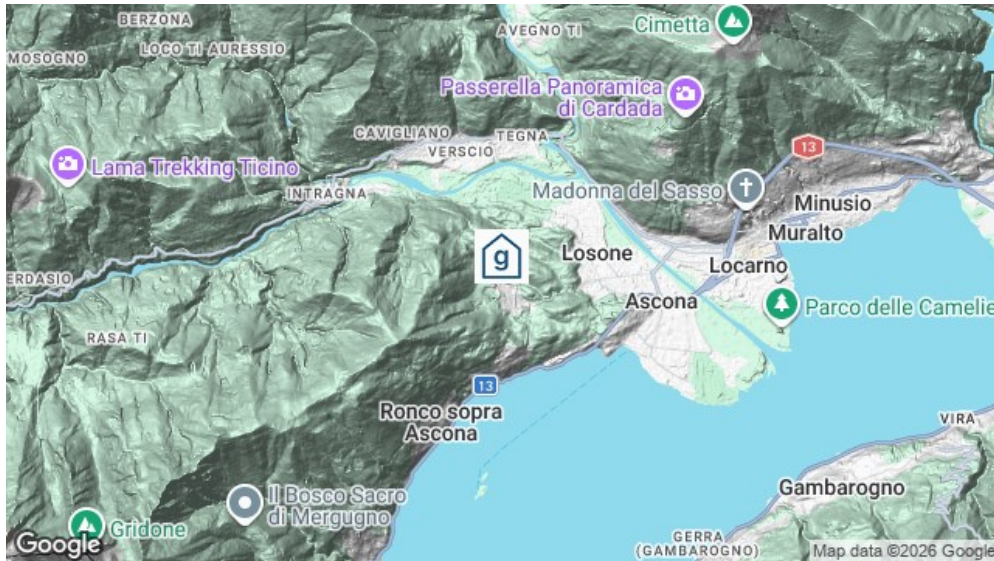 BERZONA
MOSOGNO
LOCO TI AURESSIO
AVEGNO TI
Cimetta
Passerella Panoramica
di Cardada
CAVIGLIANO
TEGNA
VERSCIO
13
Lama Trekking Ticino
INTRAGNA
Madonna del Sasso
Minusio
Muralto
g
Losone
Locarno
ERDASIO
Ascona
Parco delle Camelie
RASA TI
13
Ronco sopra
Ascona
VIRA
Gambarogno
Il Bosco Sacro
di Mergugno
Gridone
GERRA
(GAMBAROGNO)
Google
Map data ©2026 Google